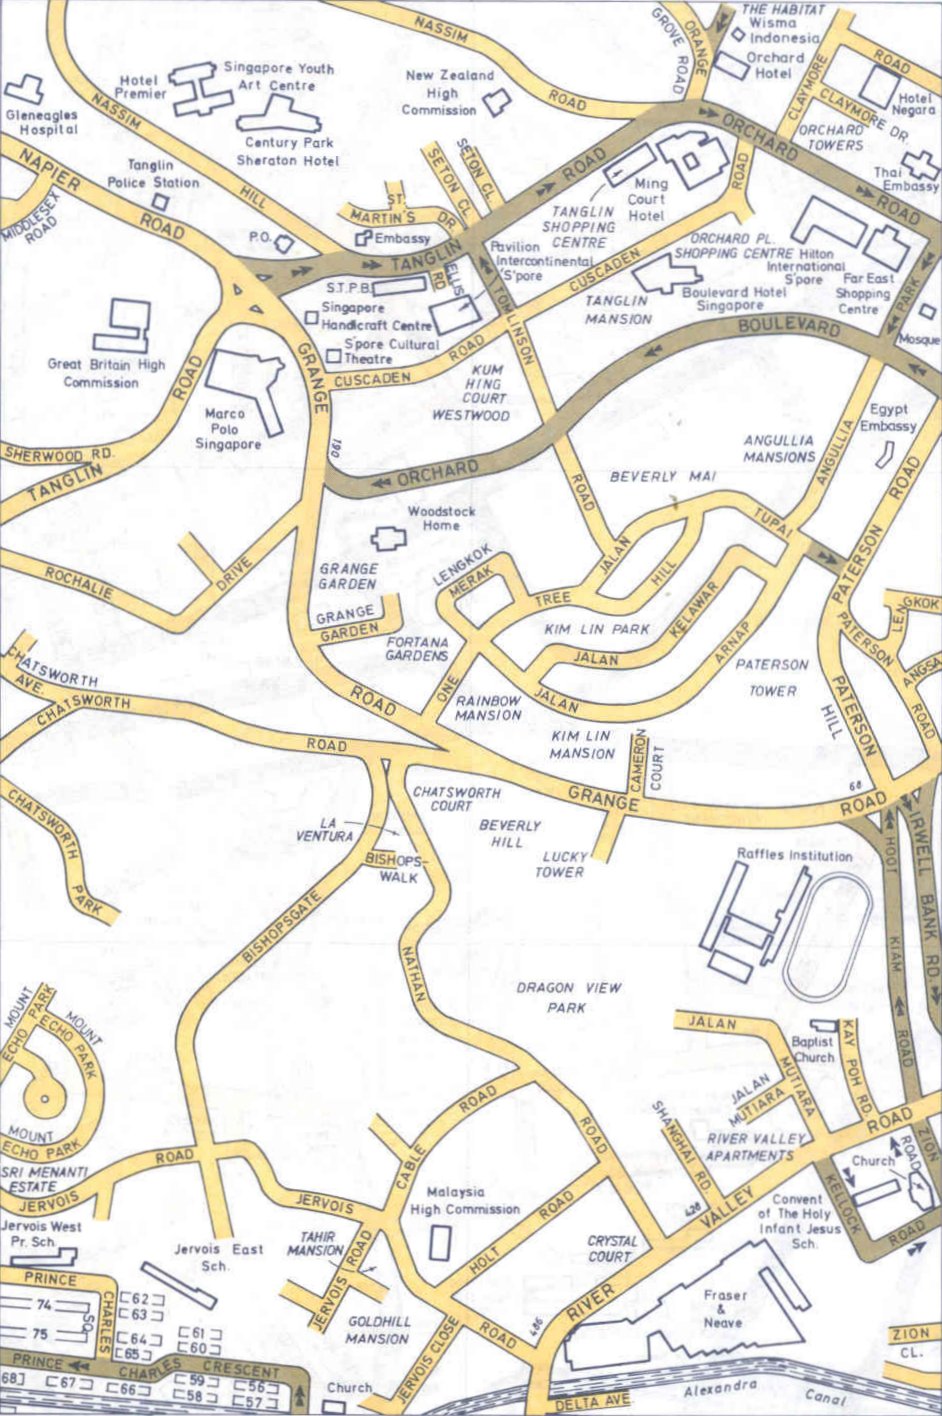 NASSIM
GROVE ROAD
ORANGE
THE HABITAT
Wisma
Indonesia
Orchard
Hotel
ROAD
CLAYMORE
CLAYMORE DR.
Hotel
Negara
Gleneagles
Hospital
NASSIM
Hotel
Premier
Singapore Youth
Art Centre
Century Park
Sheraton Hotel
New Zealand
High
Commission
ROAD
ORCHARD
ORCHARD
TOWERS
Thai
Embassy
ROAD
NAPIER
ROAD
MIDDLESEX
ROAD
Tanglin
Police Station
HILL
P.O.
ST.
MARTIN'S
DR
SETON CL.
SETON CL.
Embassy
TANGLIN
ROAD
Ming
Court
Hotel
ROAD
TANGLIN
SHOPPING
CENTRE
Pavilion
Intercontinental
S'pore
CUSCADEN
ORCHARD PL.
SHOPPING CENTRE
Hilton
International
S'pore
Far East
Shopping
Centre
PARK
Mosque
ELLIS
RD
S.T.P.B.
Singapore
Handicraft Centre
S'pore Cultural
Theatre
TOMLINSON
TANGLIN
MANSION
Boulevard Hotel
Singapore
BOULEVARD
Great Britain High
Commission
ROAD
GRANGE
CUSCADEN
ROAD
KUM
HING
COURT
WESTWOOD
Marco
Polo
Singapore
190
ORCHARD
SHERWOOD RD.
TANGLIN
ANGULLIA
MANSIONS
ANGULLIA
Egypt
Embassy
ROAD
BEVERLY MAI
ROAD
Woodstock
Home
TUPAI
PATERSON
ROCHALIE
DRIVE
GRANGE
GARDEN
GRANGE
GARDEN
LENGKOK
MERAK
JALAN
TREE
HILL
KELAWAR
KIM LIN PARK
JALAN
ARNAP
JALAN
FORTANA
GARDENS
ONE
RAINBOW
MANSION
KIM LIN
MANSION
PATERSON
TOWER
PATERSON
LEN
GKOK
ANGSA
ROAD
PATERSON
HILL
CHATSWORTH
AVE.
CHATSWORTH
ROAD
ROAD
CAMERON
COURT
GRANGE
68
ROAD
CHATSWORTH
COURT
BEVERLY
HILL
LUCKY
TOWER
LA
VENTURA
CHATSWORTH
PARK
BISHOPS-
WALK
BISHOPSGATE
NATHAN
Raffles Institution
HOOT
KIAM
ROAD
IRWELL
BANK
RD.
DRAGON VIEW
PARK
MOUNT
ECHO PARK
MOUNT
ECHO PARK
MOUNT
ECHO PARK
JALAN
MUTIARA
Baptist
Church
KAY POH RD.
JALAN
MUTIARA
SHANGHAI RD.
RIVER VALLEY
APARTMENTS
ROAD
ZION
ROAD
Church
KELLOCK
ROAD
SRI MENANTI
ESTATE
JERVOIS
ROAD
JERVOIS
CABLE
ROAD
ROAD
HOLT
ROAD
428
VALLEY
Convent
of The Holy
Infant Jesus
Sch.
Malaysia
High Commission
Jervois West
Pr. Sch.
Jervois East
Sch.
TAHIR
MANSION
JERVOIS
ROAD
GOLDHILL
MANSION
CRYSTAL
COURT
RIVER
486
ROAD
JERVOIS CLOSE
Fraser
&
Neave
PRINCE
CHARLES
SQ
74
75
62
63
64
65
61
60
PRINCE
CHARLES
CRESCENT
68
67
66
59
58
56
57
Church
DELTA AVE.
Alexandra
Canal
ZION
CL.